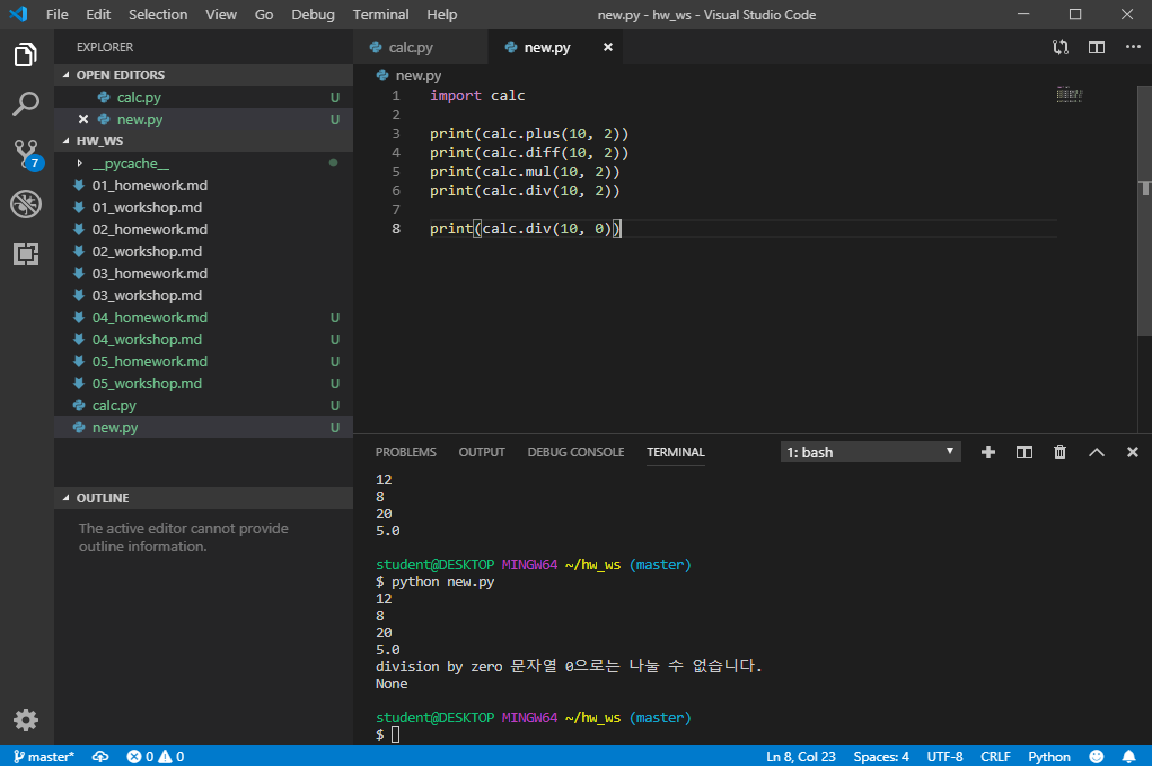 File Edit Selection View Go Debug Terminal Help
new.py - hw_ws - Visual Studio Code
EXPLORER
OPEN EDITORS
calc.py U
new.py U
HW_WS
__pycache__
01_homework.md
01_workshop.md
02_homework.md
02_workshop.md
03_homework.md
03_workshop.md
04_homework.md U
04_workshop.md U
05_homework.md U
05_workshop.md U
calc.py U
new.py U
OUTLINE
The active editor cannot provide
outline information.
7
calc.py new.py
new.py
1 import calc
2
3 print(calc.plus(10, 2))
4 print(calc.diff(10, 2))
5 print(calc.mul(10, 2))
6 print(calc.div(10, 2))
7
8 print(calc.div(10, 0))
PROBLEMS OUTPUT DEBUG CONSOLE TERMINAL 1: bash
12
8
20
5.0
student@DESKTOP MINGW64 ~/hw_ws (master)
$ python new.py
12
8
20
5.0
division by zero 문자열 0으로는 나눌 수 없습니다.
None
student@DESKTOP MINGW64 ~/hw_ws (master)
$
master* 0 0 Ln 8, Col 23 Spaces: 4 UTF-8 CRLF Python